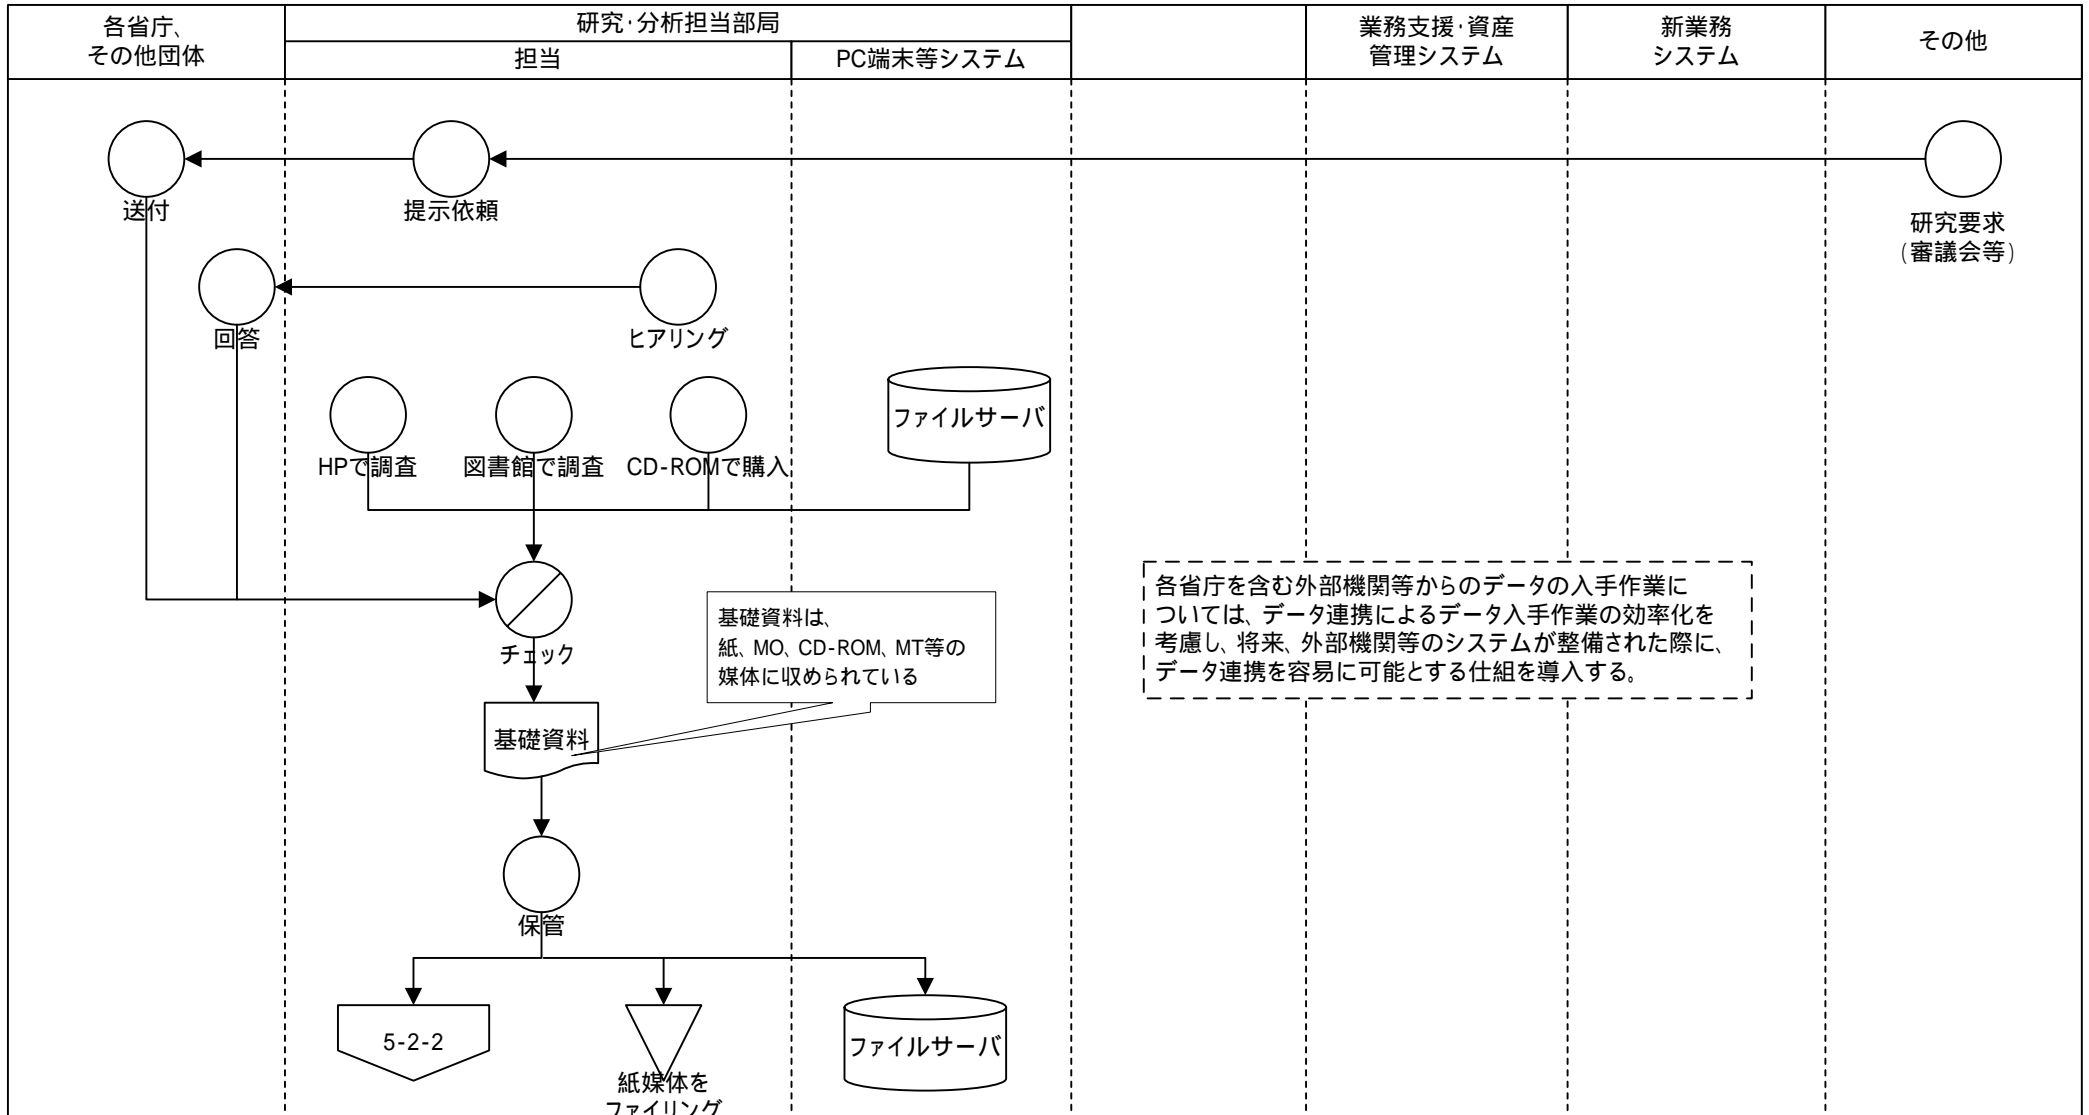 各省庁、
その他団体
研究・分析担当部局
担当
PC端末等システム
業務支援・資産
管理システム
新業務
システム
その他
送付
提示依頼
研究要求
(審議会等)
回答
ヒアリング
HPで調査
図書館で調査
CD-ROMで購入
ファイルサーバ
チェック
基礎資料は、
紙、MO、CD-ROM、MT等の
媒体に収められている
各省庁を含む外部機関等からのデータの入手作業に
ついては、データ連携によるデータ入手作業の効率化を
考慮し、将来、外部機関等のシステムが整備された際に、
データ連携を容易に可能とする仕組を導入する。
基礎資料
保管
5-2-2
紙媒体を
ファイリング
ファイルサーバ